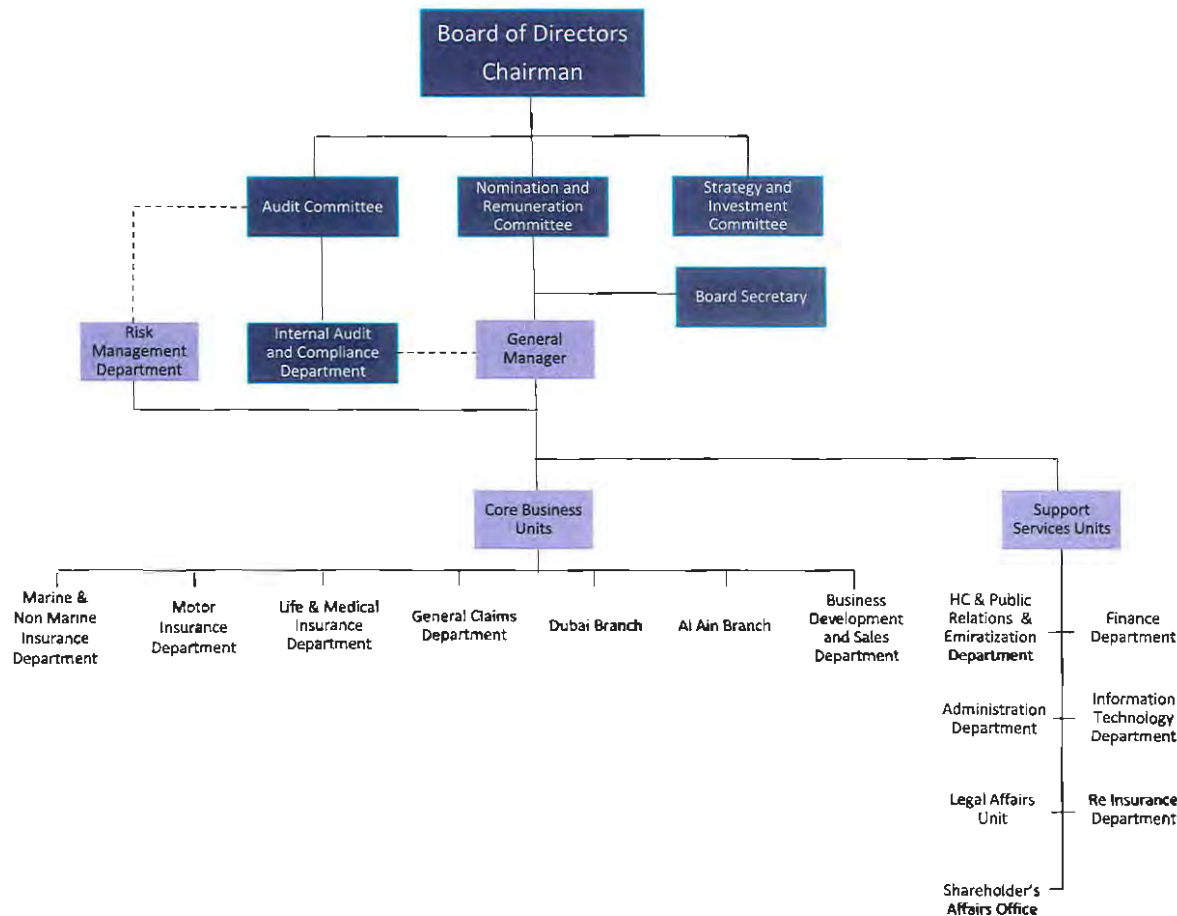 Board of Directors
Chairman
Audit Committee
Nomination and
Remuneration
Committee
Strategy and
Investment
Committee
Board Secretary
Risk
Management
Department
Internal Audit
and Compliance
Department
General
Manager
Core Business
Units
Support
Services Units
Marine &
Non Marine
Insurance
Department
Motor
Insurance
Department
Life & Medical
Insurance
Department
General Claims
Department
Dubai Branch
Al Ain Branch
Business
Development
and Sales
Department
HC & Public
Relations &
Emiratization
Department
Finance
Department
Administration
Department
Information
Technology
Department
Legal Affairs
Unit
Re Insurance
Department
Shareholder's
Affairs Office